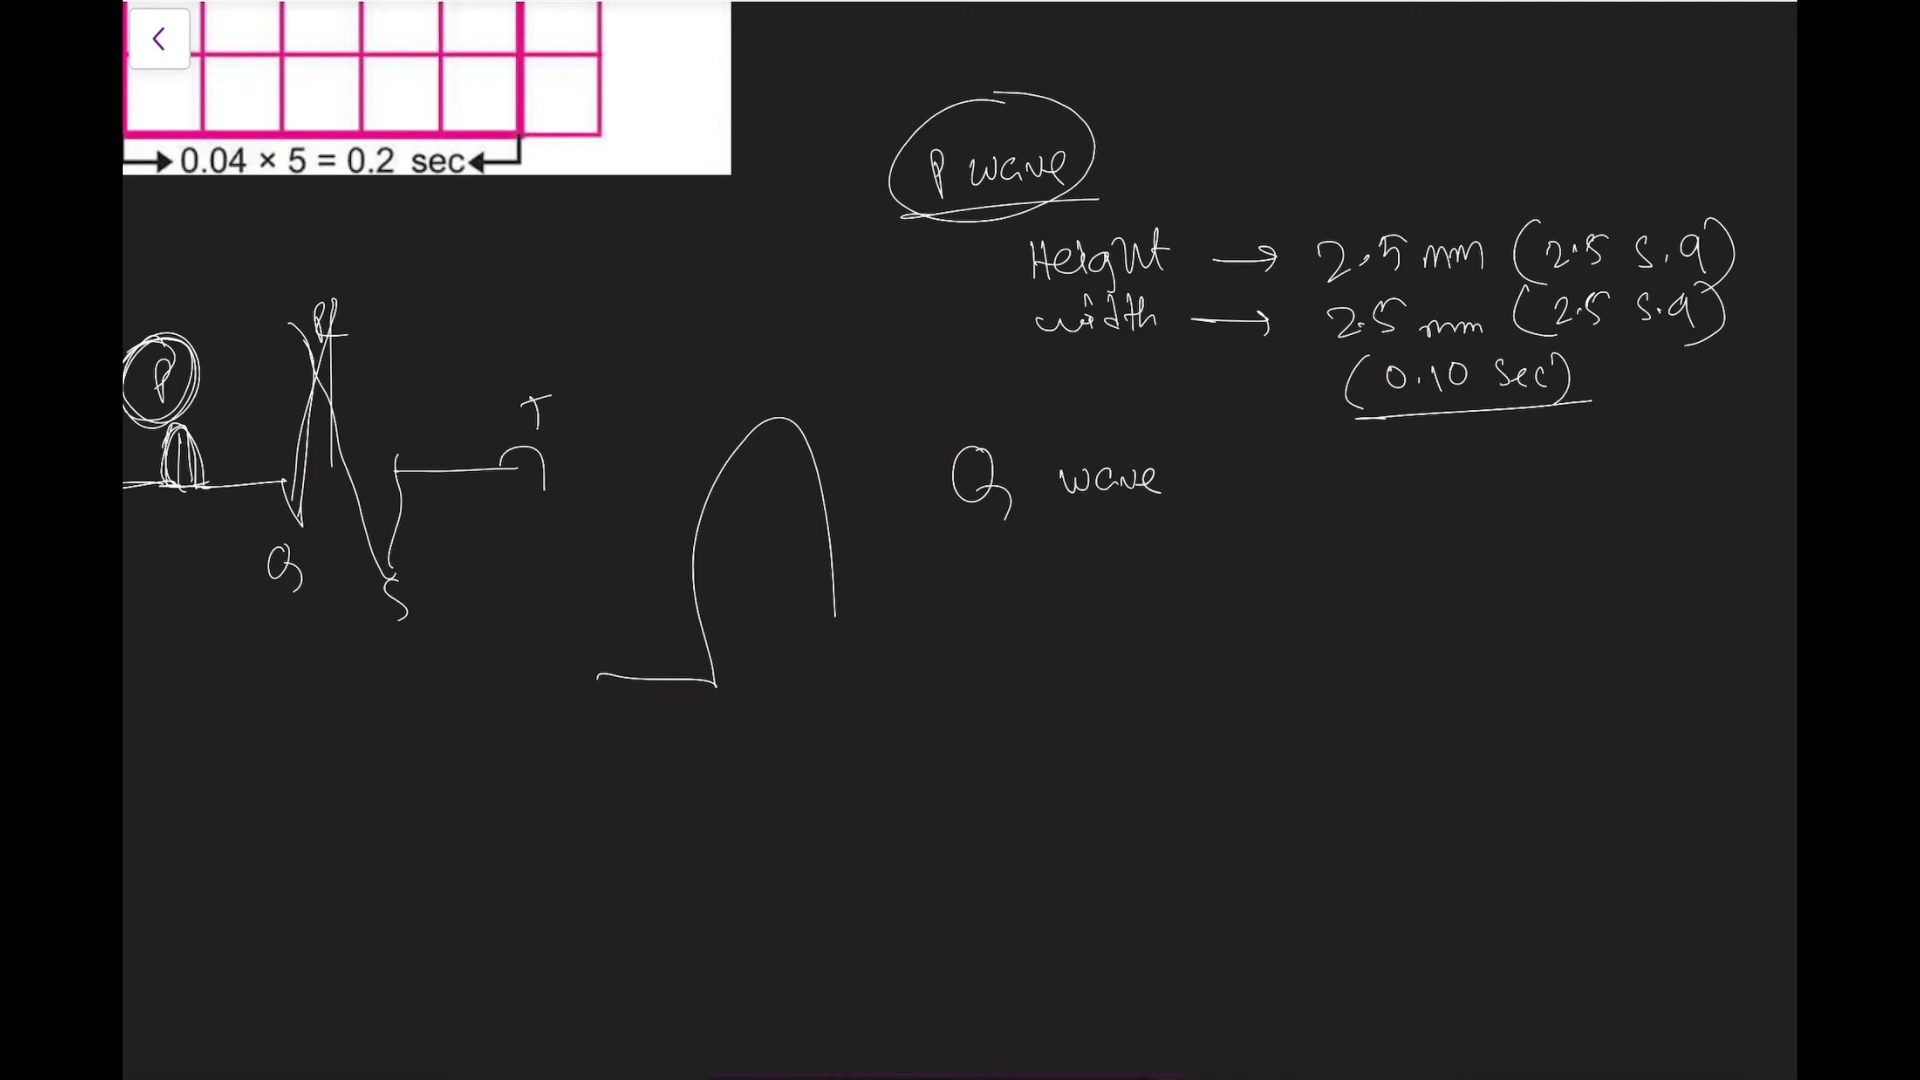 0.04 × 5 = 0.2 sec
P wave
Height → 2.5 mm (2.5 s.q)
width → 2.5 mm (2.5 s.q)
(0.10 sec)
R
P
T
Q wave
Q
S